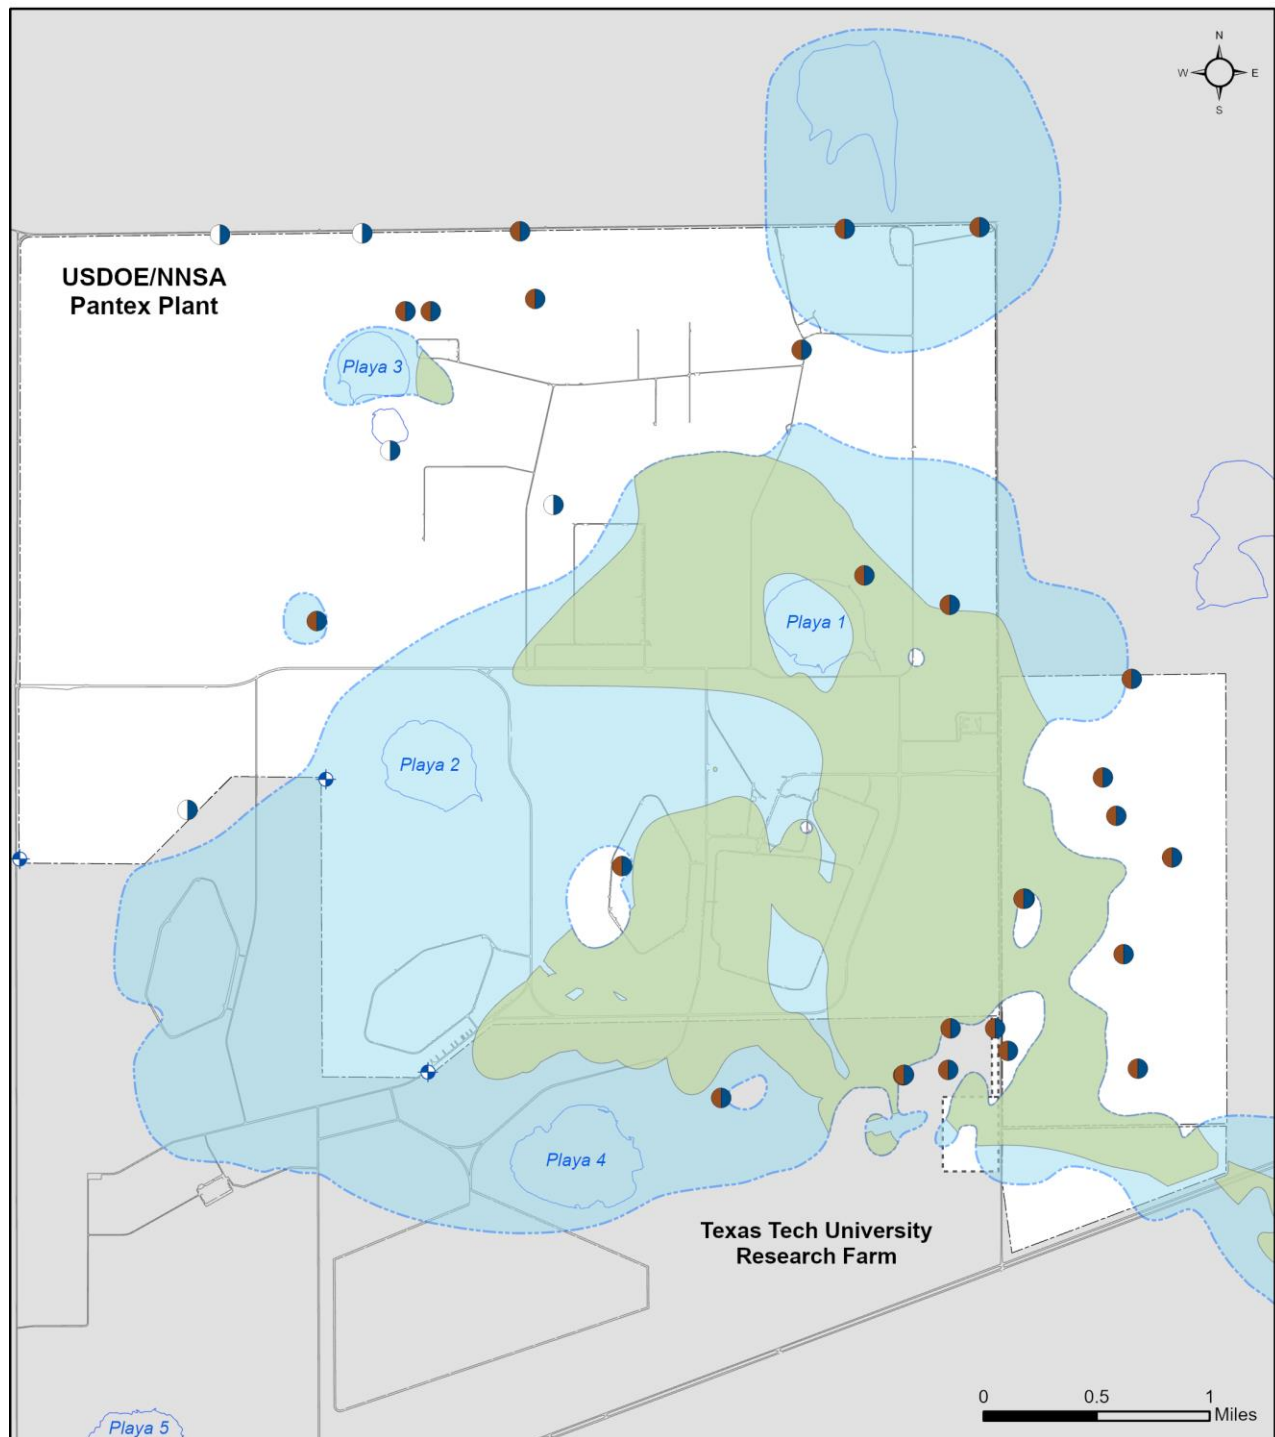 N
W E
S
USDOE/NNSA
Pantex Plant
Playa 3
Playa 1
Playa 2
Playa 4
Texas Tech University
Research Farm
0 0.5 1
Miles
Playa 5